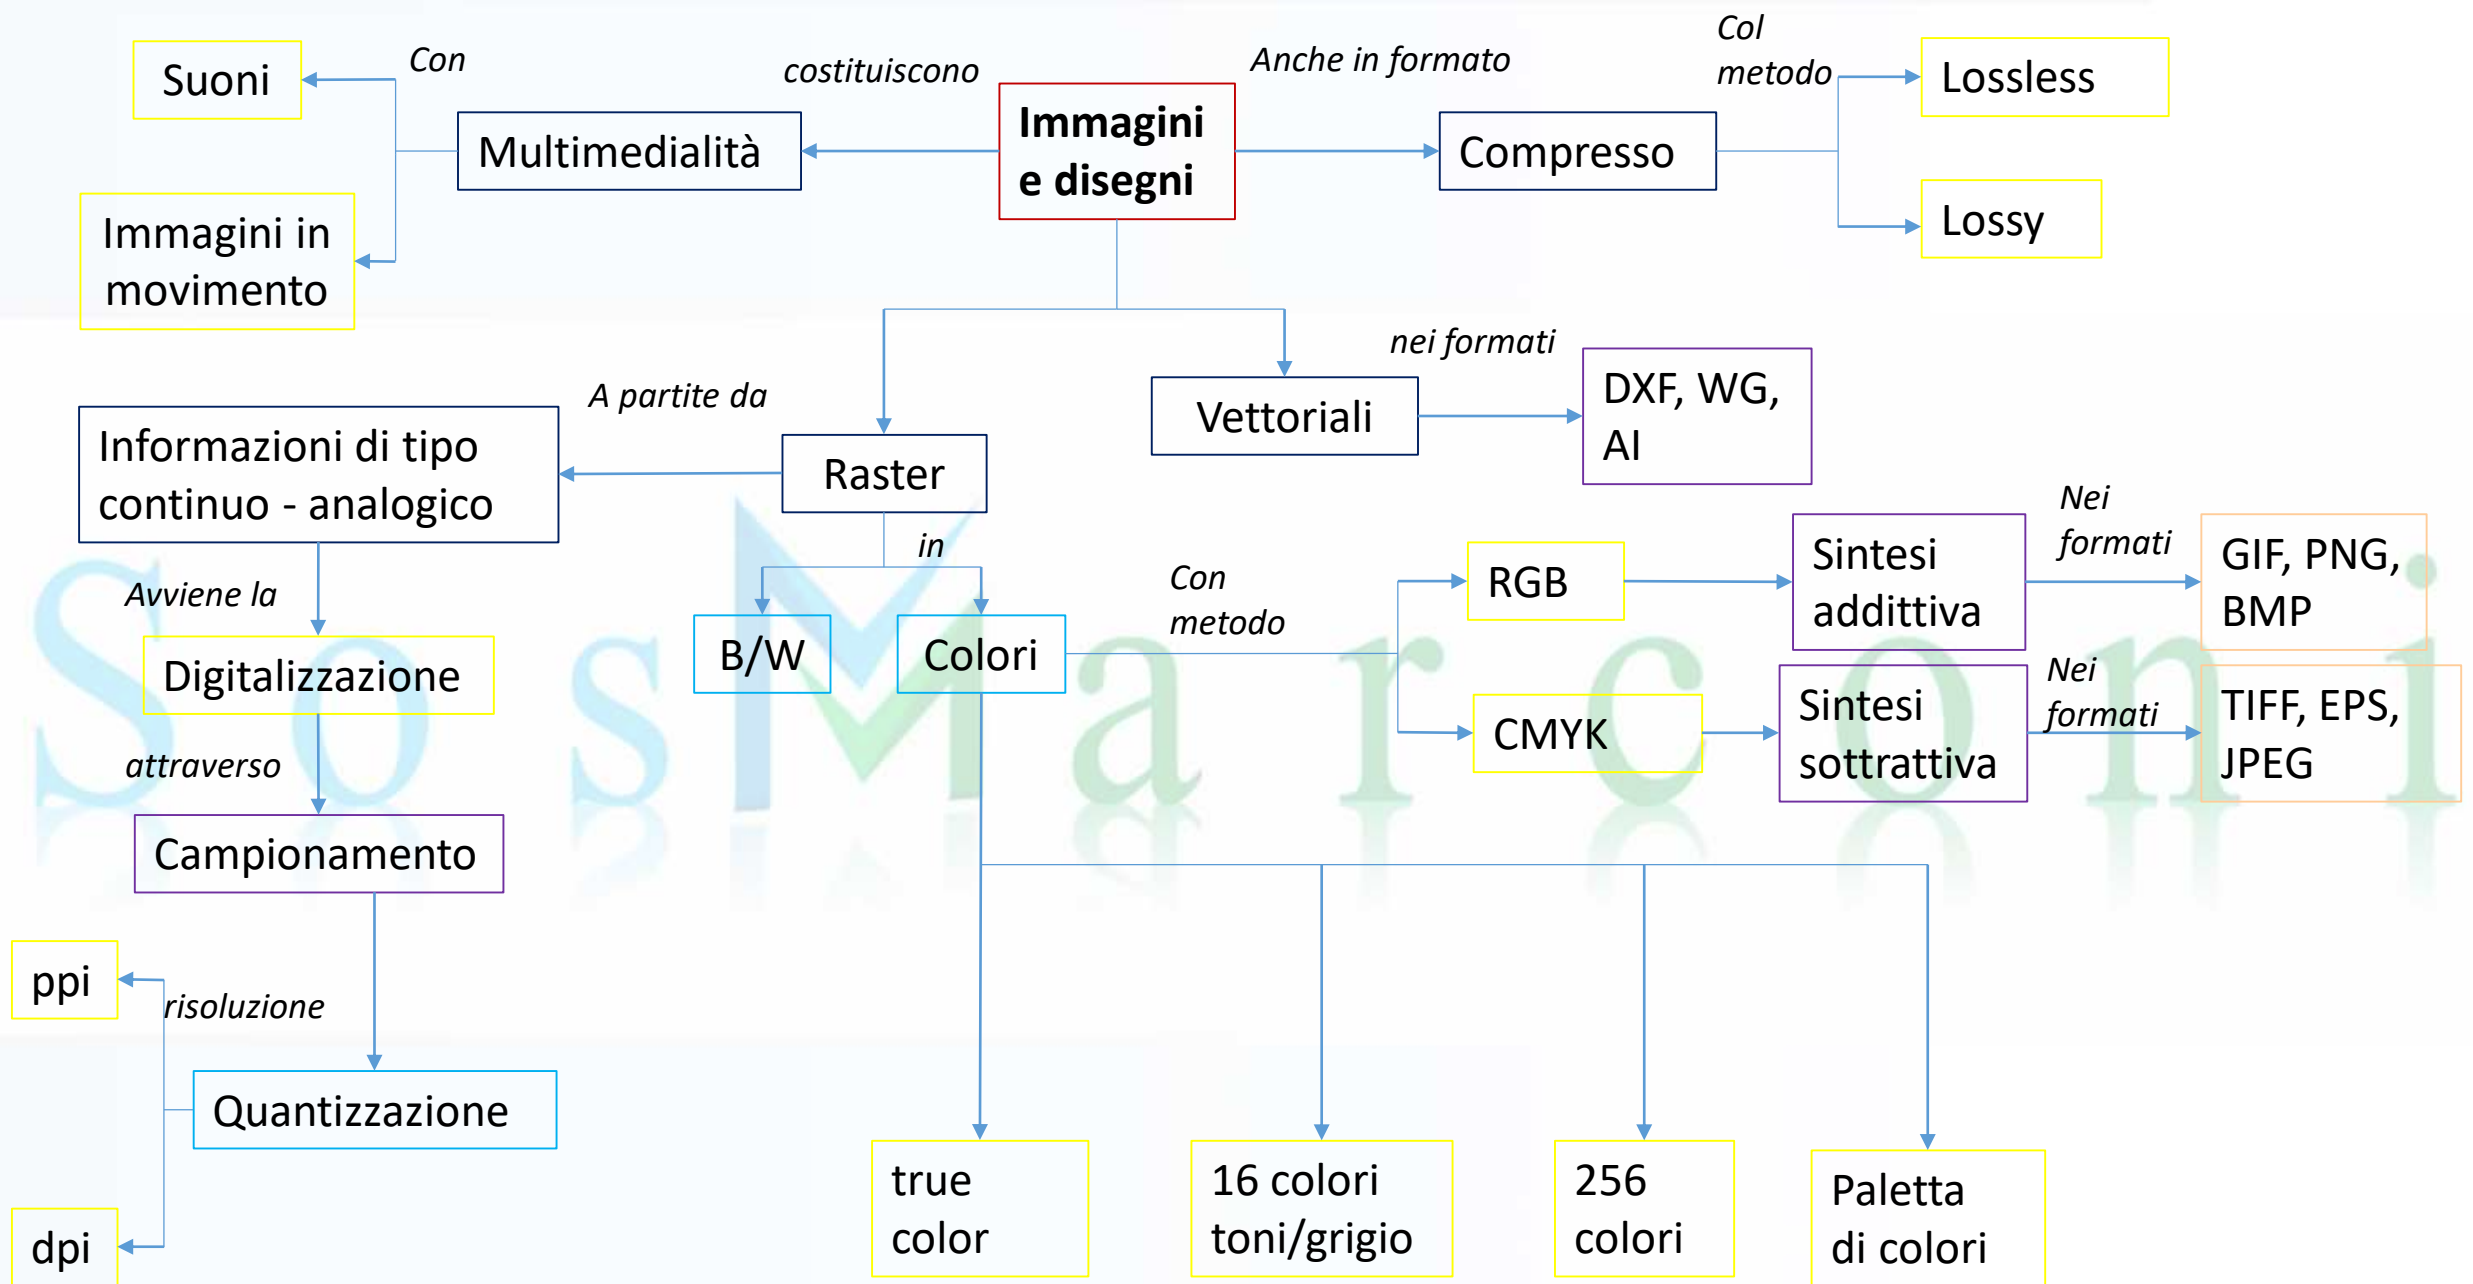 Suoni
Con
costituiscono
Anche in formato
Col
metodo
Lossless
Multimedialità
Immagini
e disegni
Compresso
Immagini in
movimento
Lossy
A partite da
nei formati
Informazioni di tipo
continuo - analogico
Raster
Vettoriali
DXF, WG,
AI
Avviene la
in
Con
metodo
RGB
Sintesi
addittiva
Nei
formati
GIF, PNG,
BMP
Digitalizzazione
B/W
Colori
CMYK
Sintesi
sottrattiva
Nei
formati
TIFF, EPS,
JPEG
attraverso
Campionamento
SosMarconi
ppi
risoluzione
Quantizzazione
dpi
true
color
16 colori
toni/grigio
256
colori
Paletta
di colori